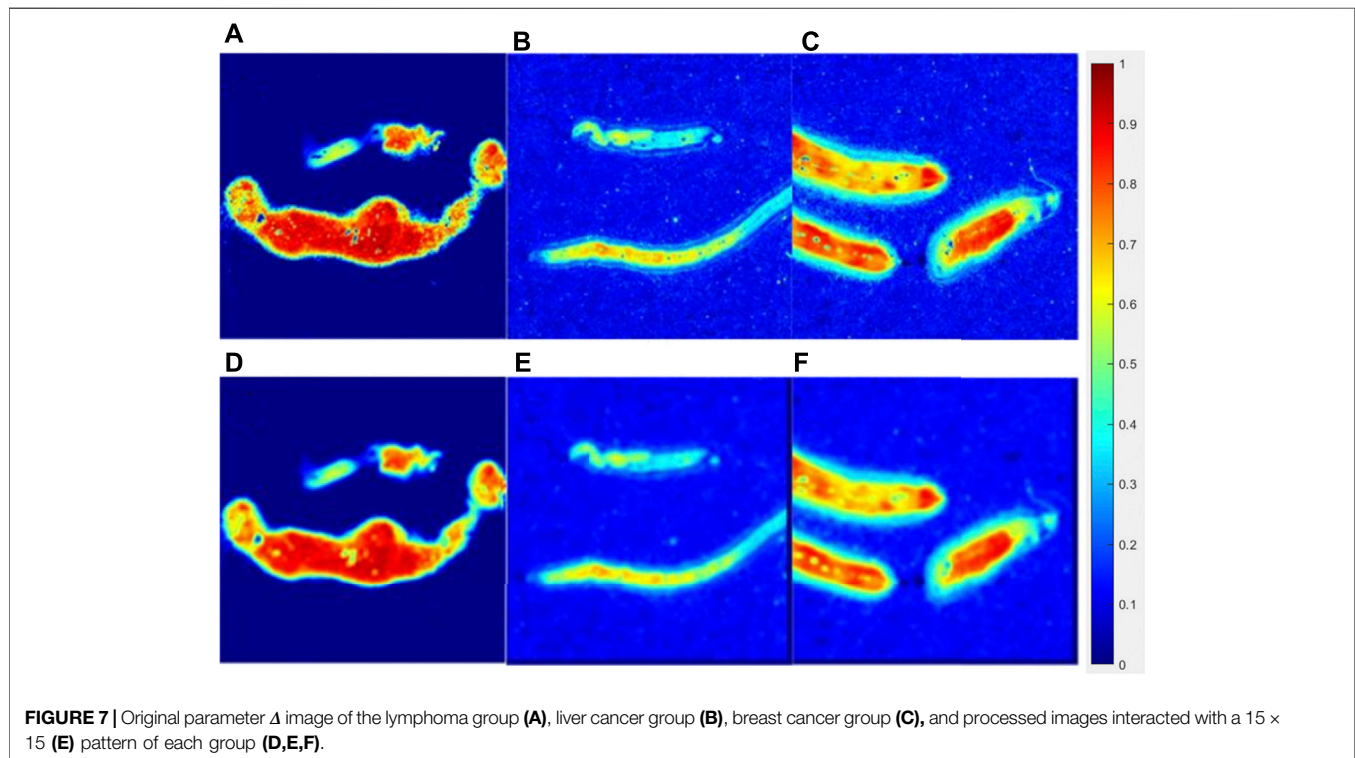 A
B
C
D
E
F
1
0.9
0.8
0.7
0.6
0.5
0.4
0.3
0.2
0.1
0
FIGURE 7 | Original parameter Δ image of the lymphoma group (A), liver cancer group (B), breast cancer group (C), and processed images interacted with a 15 ×
15 (E) pattern of each group (D,E,F).